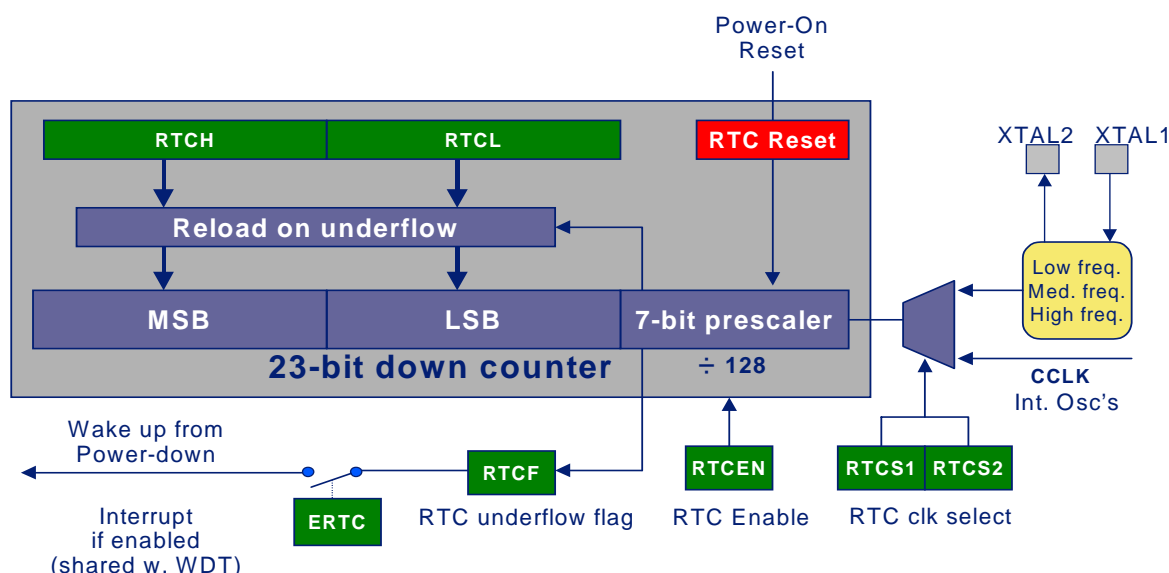 Power-On
Reset
RTCH
RTCL
RTC Reset
XTAL2
XTAL1
Reload on underflow
Low freq.
Med. freq.
High freq.
MSB
LSB
7-bit prescaler
23-bit down counter
÷ 128
CCLK
Int. Osc's
Wake up from
Power-down
RTCF
RTCEN
RTCS1
RTCS2
ERTC
RTC underflow flag
RTC Enable
RTC clk select
Interrupt
if enabled
(shared w. WDT)